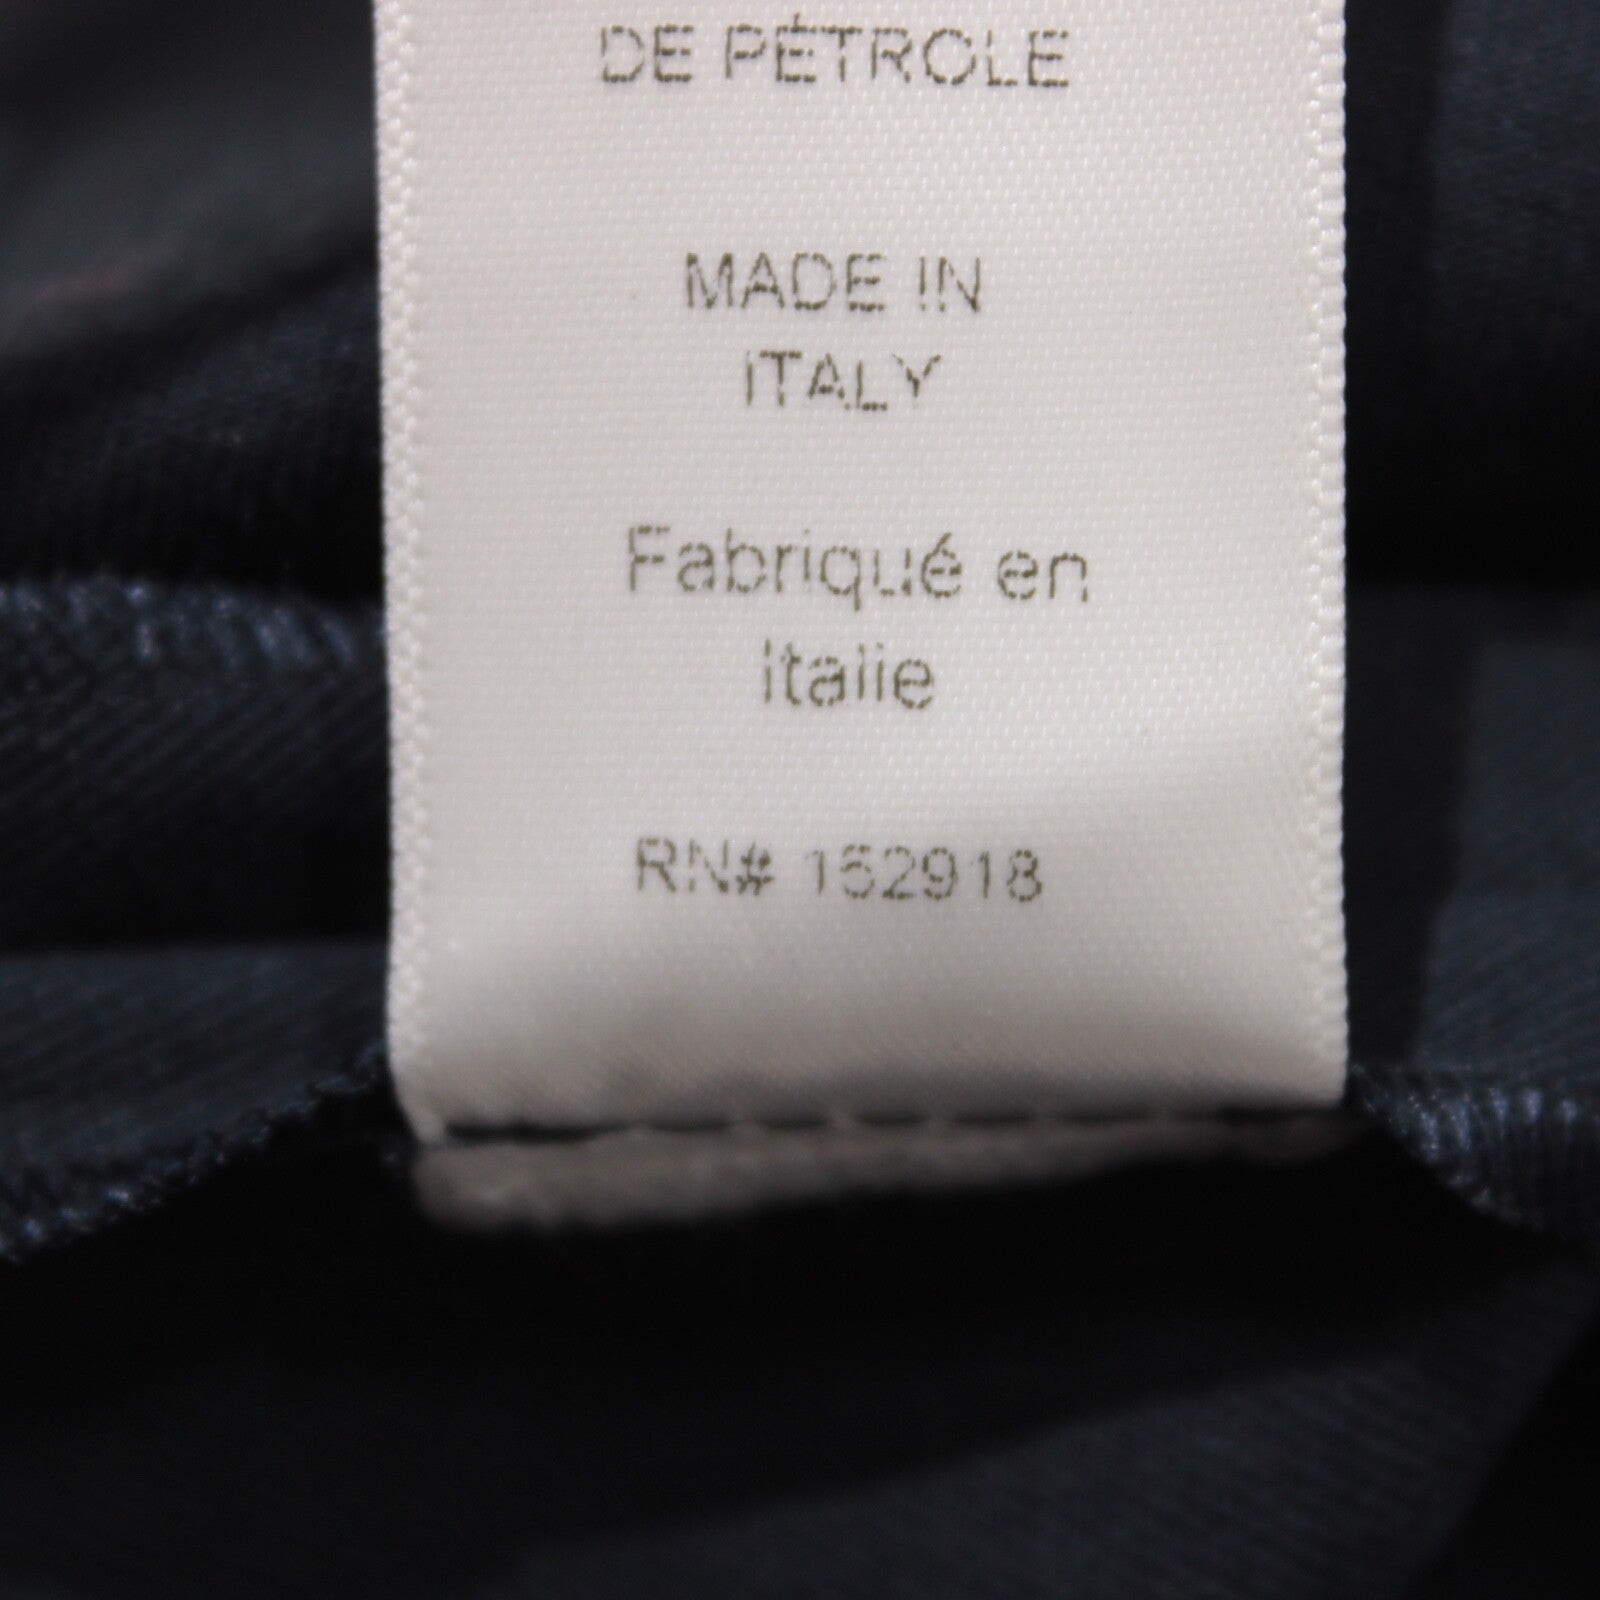 DE PÉTROLE
MADE IN
ITALY
Fabriqué en
italie
RN# 152918